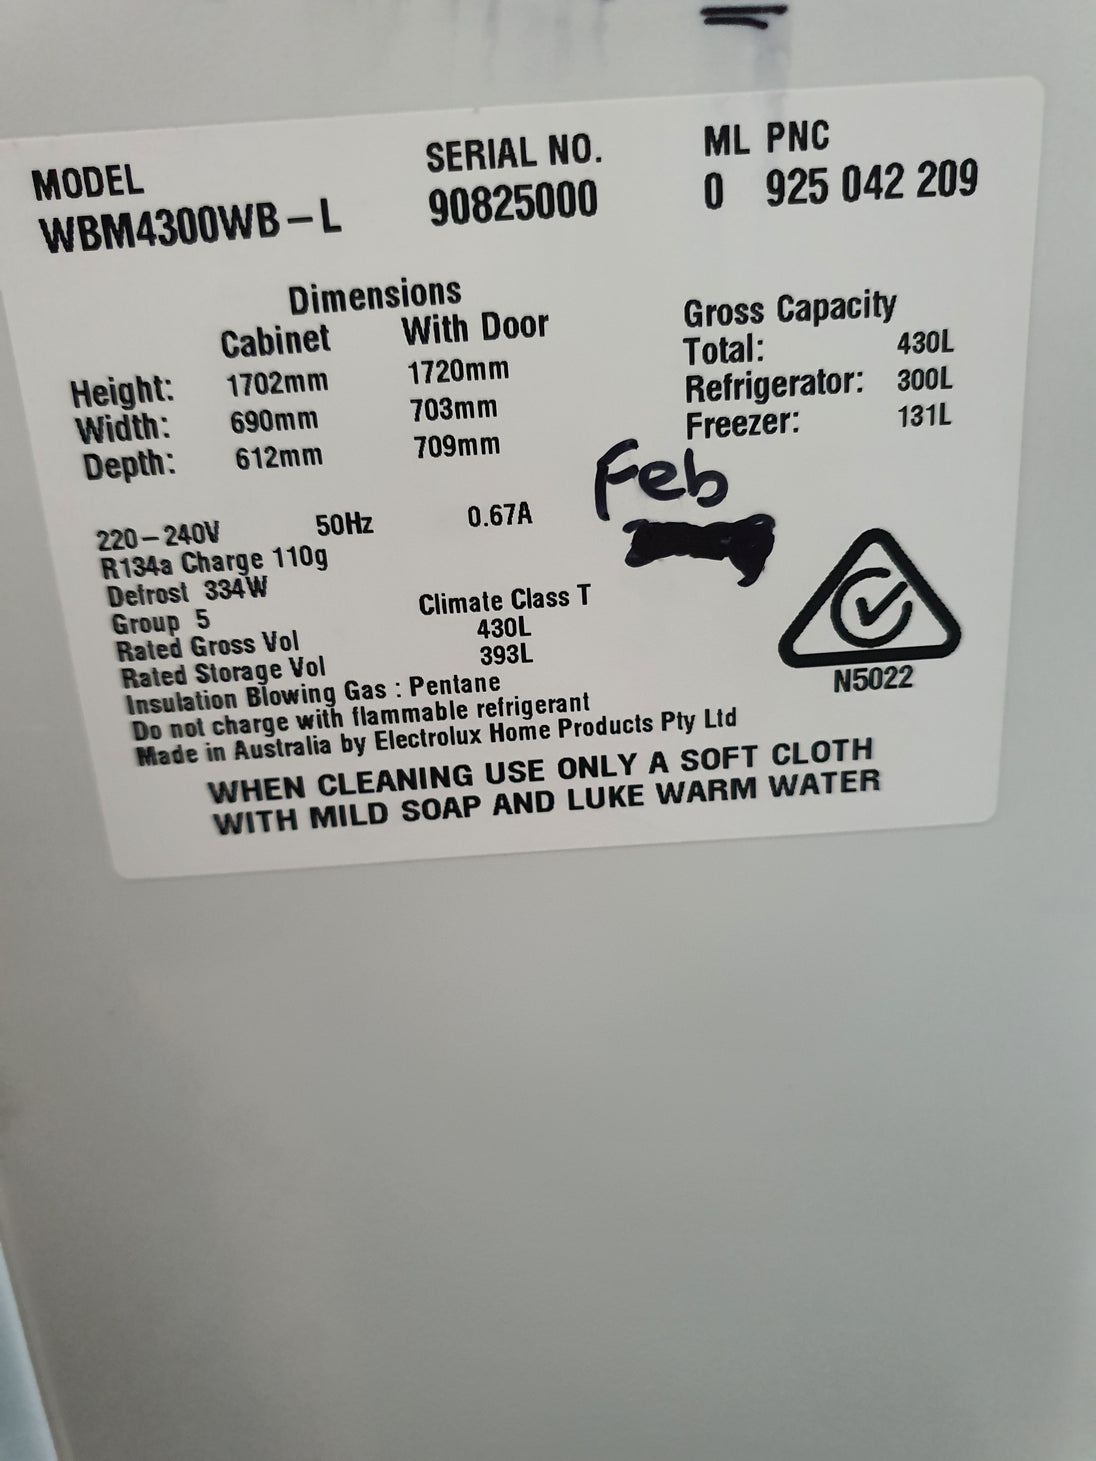 MODEL SERIAL NO. ML PNC
WBM4300WB-L 90825000 0 925 042 209
Dimensions
Cabinet With Door
Height: 1702mm 1720mm
Width: 690mm 703mm
Depth: 612mm 709mm
Gross Capacity
Total: 430L
Refrigerator: 300L
Freezer: 131L
Feb
220-240V 50Hz 0.67A
R134a Charge 110g
Defrost 334W
Group 5 Climate Class T
Rated Gross Vol 430L
Rated Storage Vol 393L
Insulation Blowing Gas : Pentane
Do not charge with flammable refrigerant
Made in Australia by Electrolux Home Products Pty Ltd
N5022
WHEN CLEANING USE ONLY A SOFT CLOTH
WITH MILD SOAP AND LUKE WARM WATER